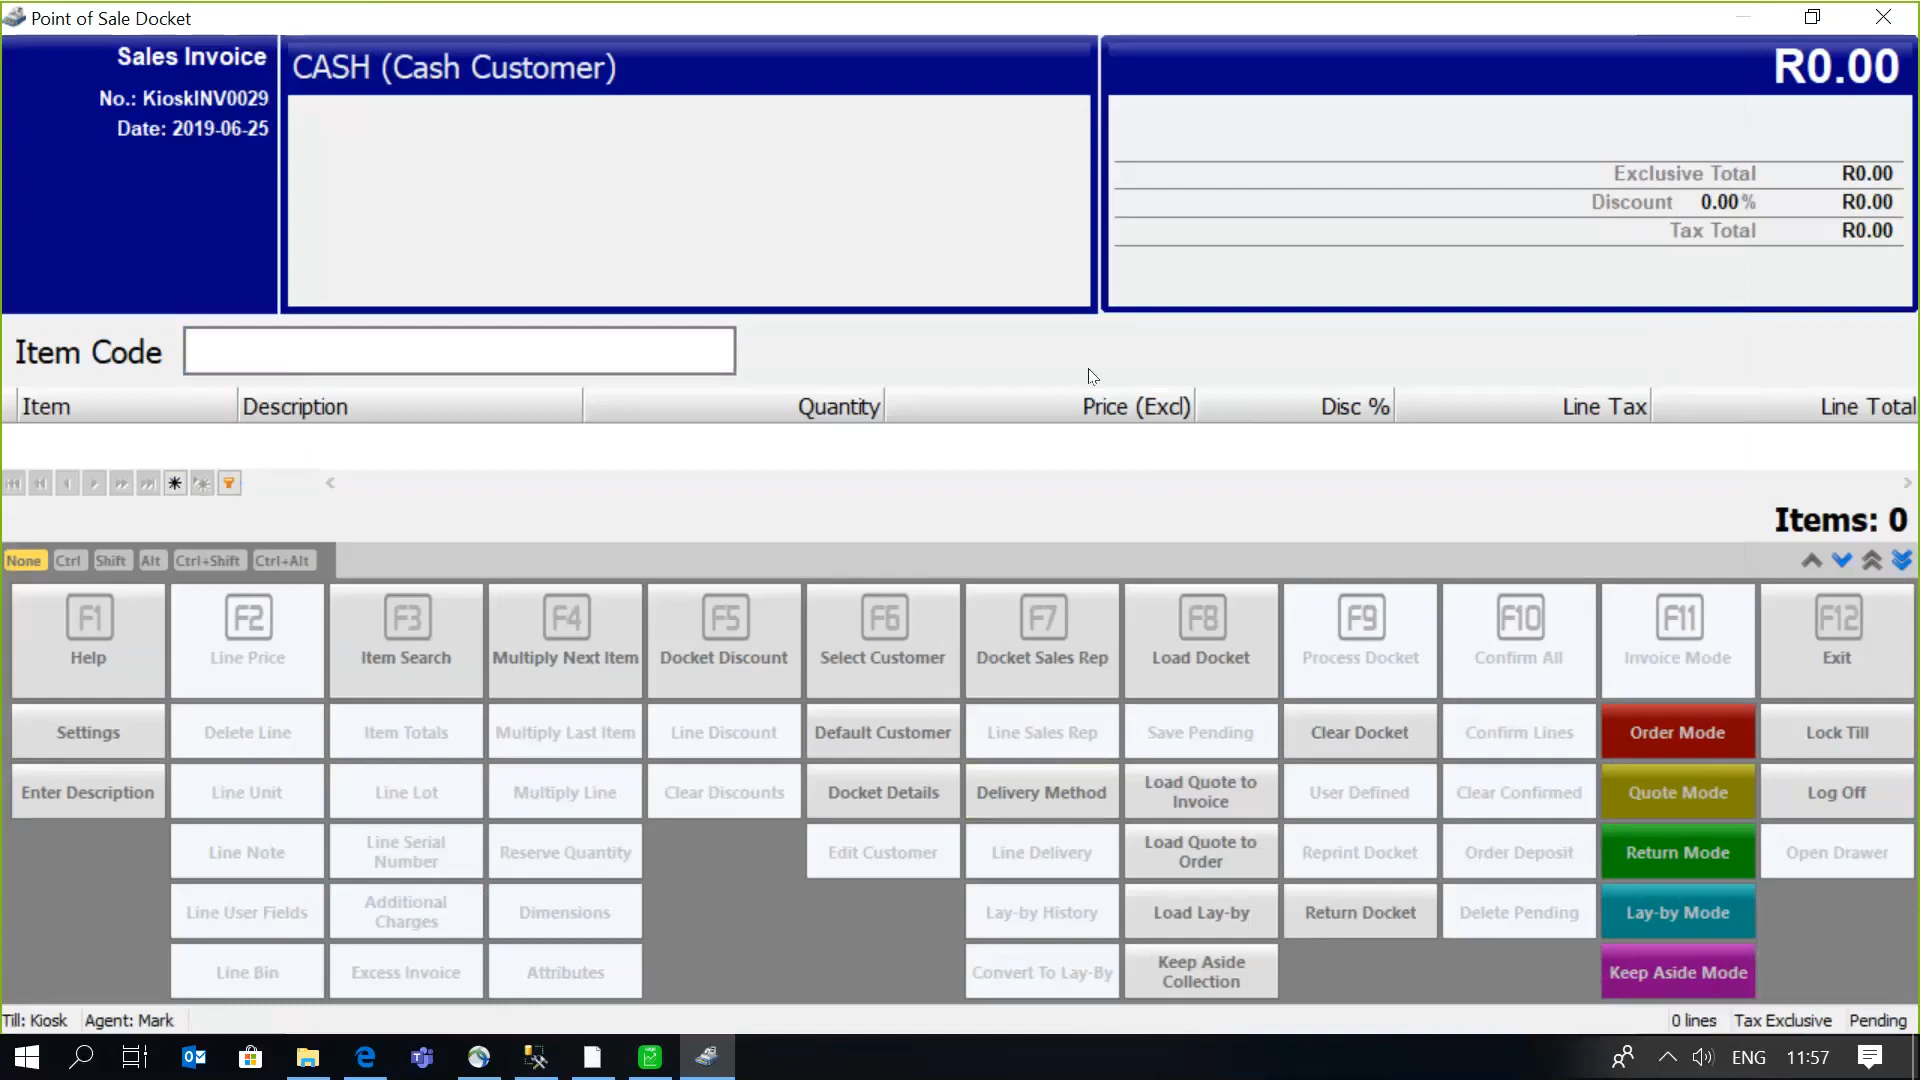 Point of Sale Docket
Sales Invoice
No.: KioskINV0029
Date: 2019-06-25
CASH (Cash Customer)
R0.00
Exclusive Total R0.00
Discount 0.00 % R0.00
Tax Total R0.00
Item Code
Item Description Quantity Price (Excl) Disc % Line Tax Line Total
Items: 0
None Ctrl Shift Alt Ctrl+Shift Ctrl+Alt
F1 F2 F3 F4 F5 F6 F7 F8 F9 F10 F11 F12
Help Line Price Item Search Multiply Next Item Docket Discount Select Customer Docket Sales Rep Load Docket Process Docket Confirm All Invoice Mode Exit
Settings Delete Line Item Totals Multiply Last Item Line Discount Default Customer Line Sales Rep Save Pending Clear Docket Confirm Lines Order Mode Lock Till
Enter Description Line Unit Line Lot Multiply Line Clear Discounts Docket Details Delivery Method Load Quote to Invoice User Defined Clear Confirmed Quote Mode Log Off
Line Note Line Serial Number Reserve Quantity Edit Customer Line Delivery Load Quote to Order Reprint Docket Order Deposit Return Mode Open Drawer
Line User Fields Additional Charges Dimensions Lay-by History Load Lay-by Return Docket Delete Pending Lay-by Mode
Line Bin Excess Invoice Attributes Convert To Lay-By Keep Aside Collection Keep Aside Mode
Till: Kiosk Agent: Mark 0 lines Tax Exclusive Pending
ENG 11:57